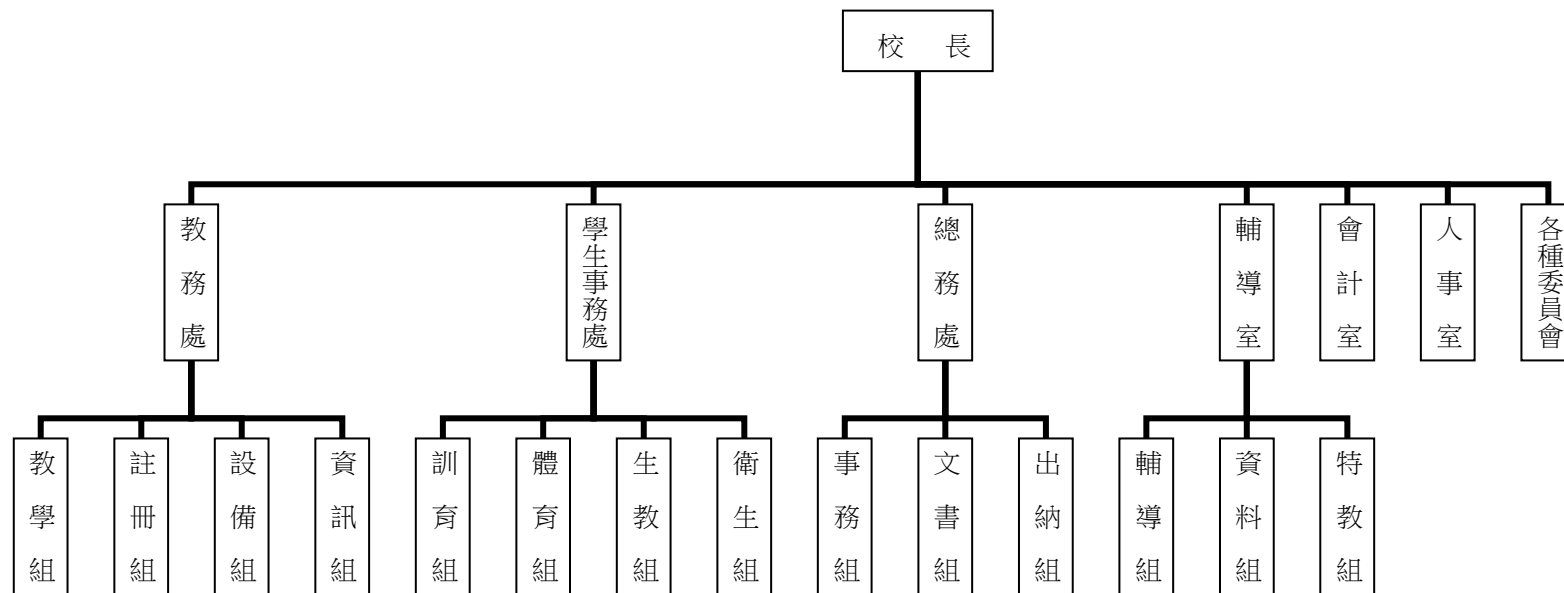 校長
教務處
學生事務處
總務處
輔導室
會計室
人事室
各種委員會
教學組
註冊組
設備組
資訊組
訓育組
體育組
生教組
衛生組
事務組
文書組
出納組
輔導組
資料組
特教組